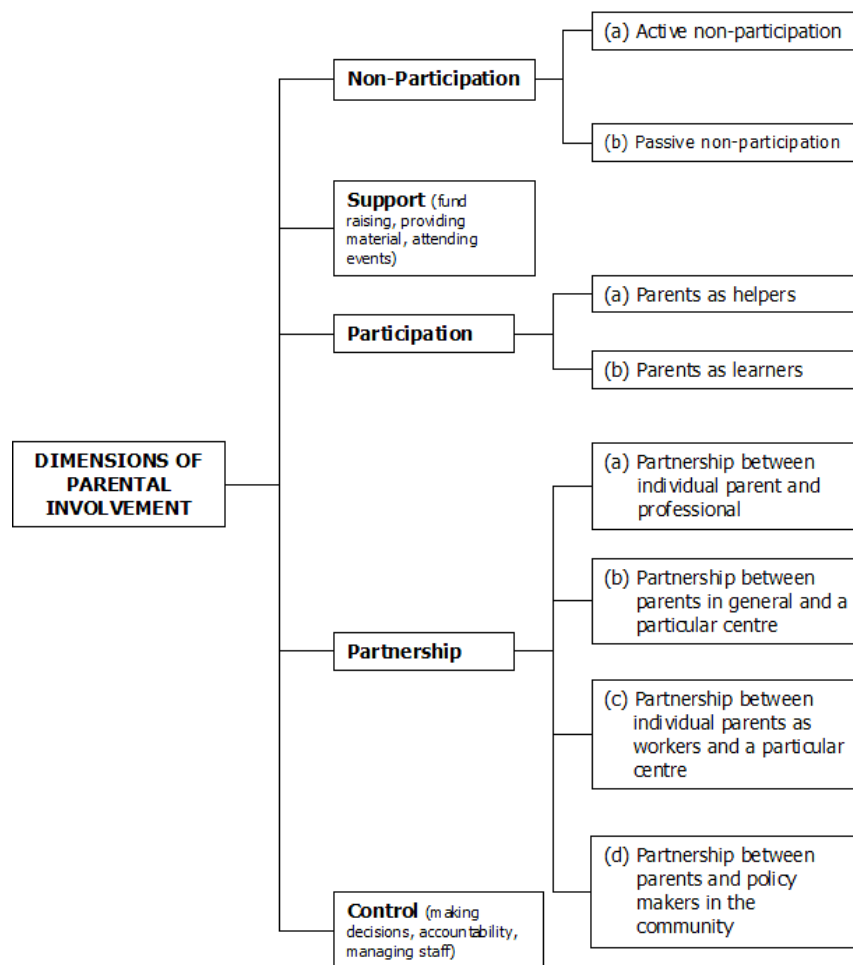 DIMENSIONS OF
PARENTAL
INVOLVEMENT
Non-Participation
(a) Active non-participation
(b) Passive non-participation
Support (fund
raising, providing
material, attending
events)
Participation
(a) Parents as helpers
(b) Parents as learners
Partnership
(a) Partnership between
individual parent and
professional
(b) Partnership between
parents in general and a
particular centre
(c) Partnership between
individual parents as
workers and a particular
centre
(d) Partnership between
parents and policy
makers in the
community
Control (making
decisions, accountability,
managing staff)